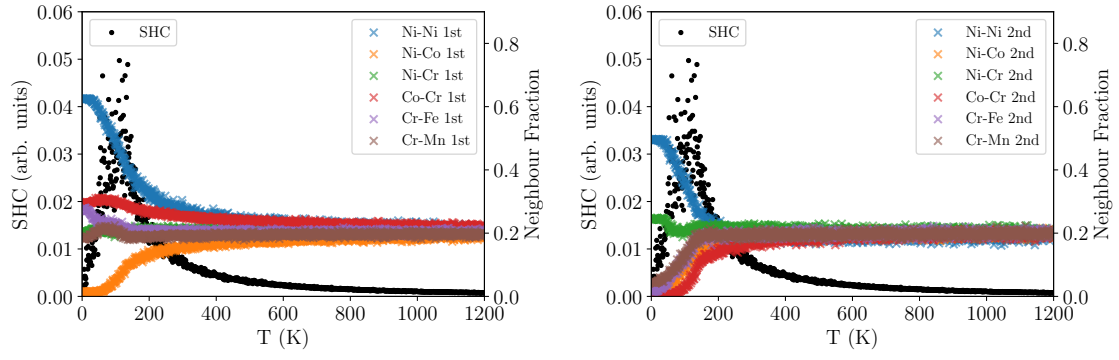 SHC
Ni-Ni 1st
Ni-Co 1st
Ni-Cr 1st
Co-Cr 1st
Cr-Fe 1st
Cr-Mn 1st
0.06
0.05
0.04
0.03
0.02
0.01
0.00
SHC (arb. units)
0.8
0.6
0.4
0.2
0.0
Neighbour Fraction
0 200 400 600 800 1000 1200
T (K)
SHC
Ni-Ni 2nd
Ni-Co 2nd
Ni-Cr 2nd
Co-Cr 2nd
Cr-Fe 2nd
Cr-Mn 2nd
0.06
0.05
0.04
0.03
0.02
0.01
0.00
SHC (arb. units)
0.8
0.6
0.4
0.2
0.0
Neighbour Fraction
0 200 400 600 800 1000 1200
T (K)